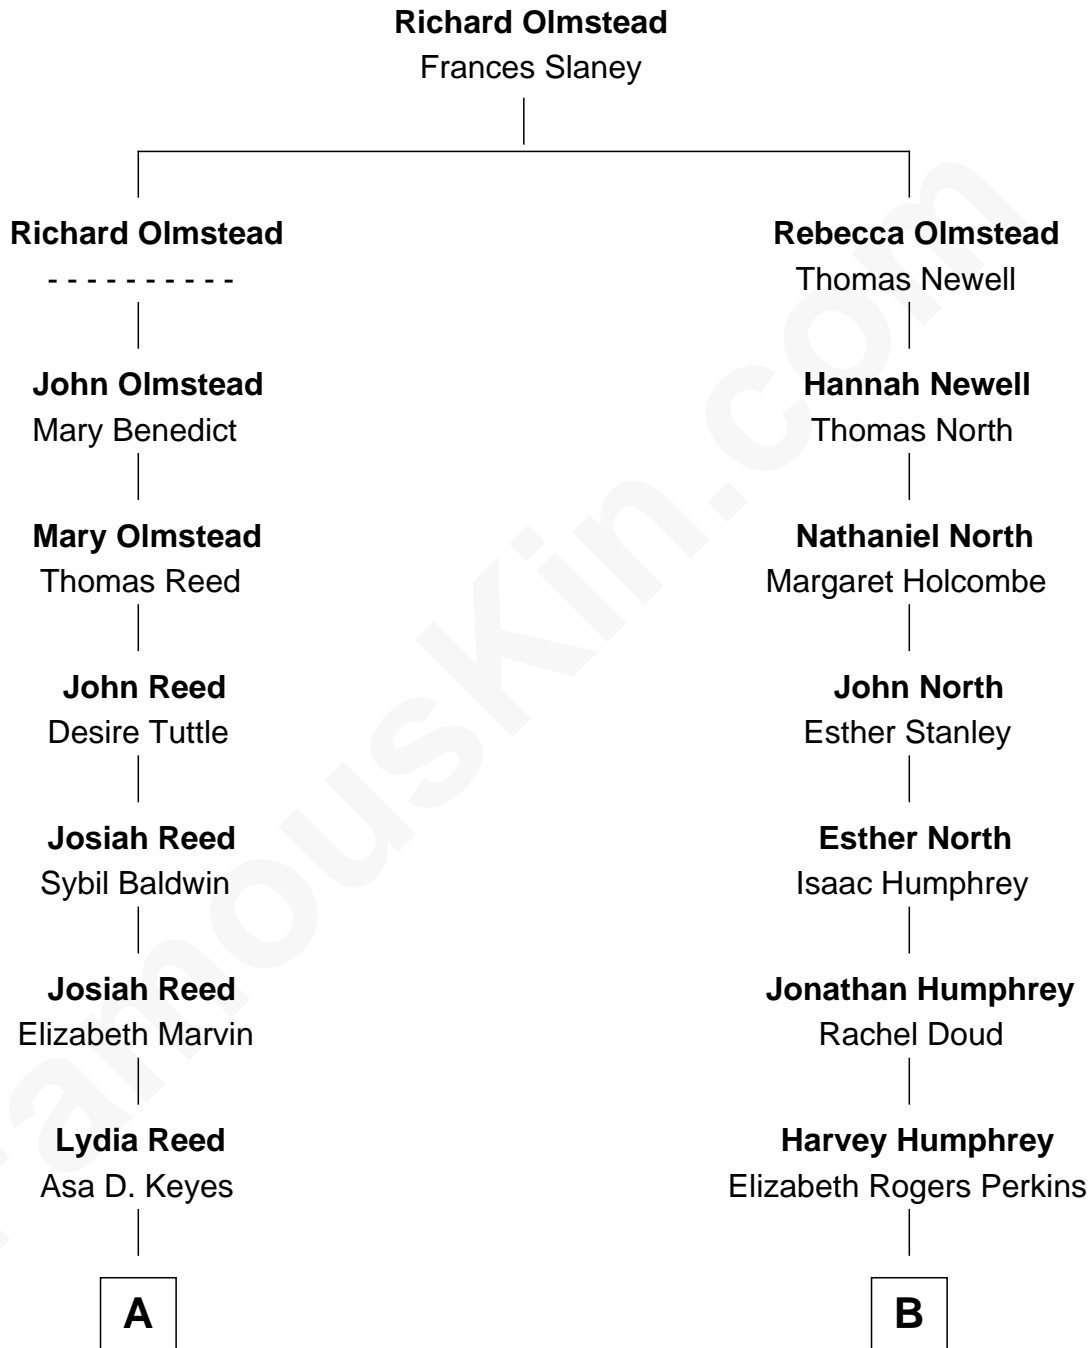 Richard Olmstead
Frances Slaney
Richard Olmstead
- - - - - - - - - -
John Olmstead
Mary Benedict
Mary Olmstead
Thomas Reed
John Reed
Desire Tuttle
Josiah Reed
Sybil Baldwin
Josiah Reed
Elizabeth Marvin
Lydia Reed
Asa D. Keyes
A
Rebecca Olmstead
Thomas Newell
Hannah Newell
Thomas North
Nathaniel North
Margaret Holcombe
John North
Esther Stanley
Esther North
Isaac Humphrey
Jonathan Humphrey
Rachel Doud
Harvey Humphrey
Elizabeth Rogers Perkins
B
FamousKin.com